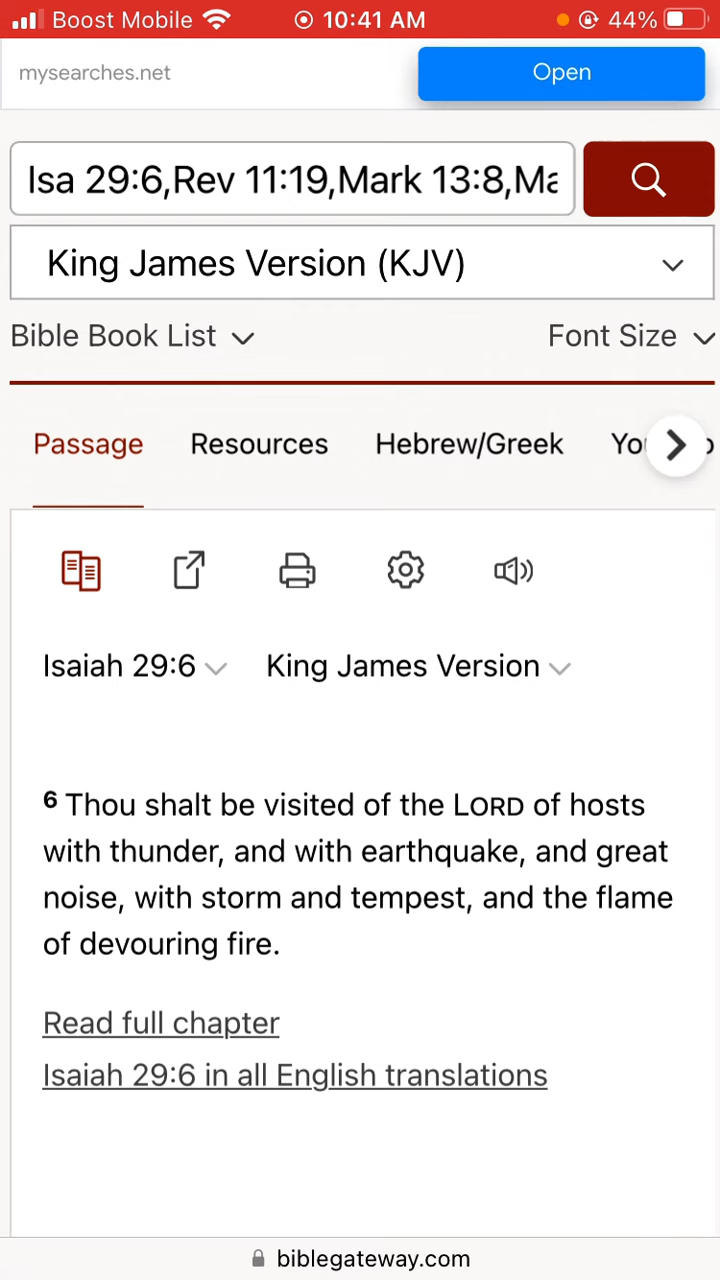 Boost Mobile 10:41 AM 44%
mysearches.net Open
Isa 29:6,Rev 11:19,Mark 13:8,Ma
King James Version (KJV)
Bible Book List Font Size
Passage Resources Hebrew/Greek
Isaiah 29:6 King James Version
6 Thou shalt be visited of the LORD of hosts
with thunder, and with earthquake, and great
noise, with storm and tempest, and the flame
of devouring fire.
Read full chapter
Isaiah 29:6 in all English translations
biblegateway.com